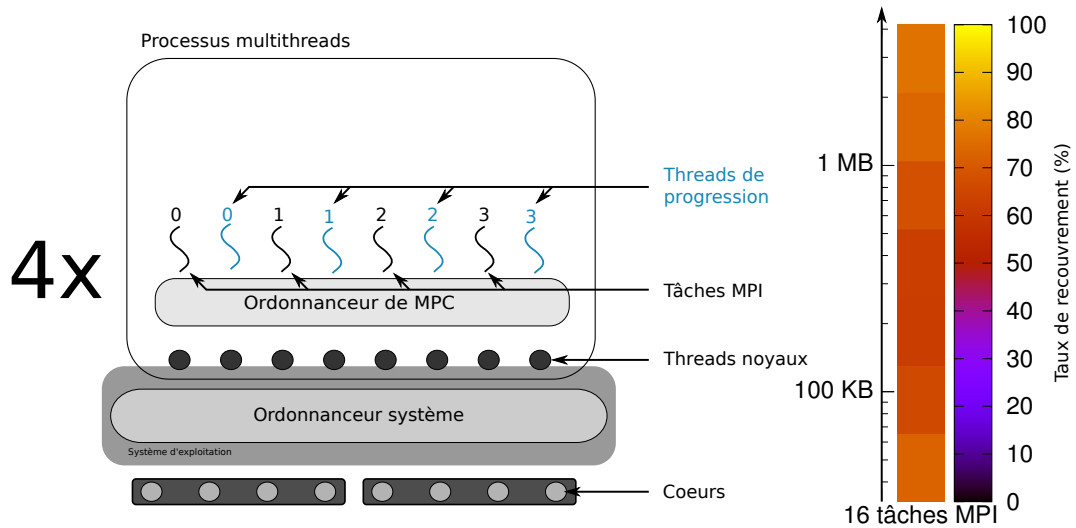 Processus multithreads
4x
Threads de
progression
0 0 1 1 2 2 3 3
Tâches MPI
Ordonnanceur de MPC
Threads noyaux
Ordonnanceur système
Système d'exploitation
Coeurs
1 MB
100 KB
16 tâches MPI
100
90
80
70
60
50
40
30
20
10
0
Taux de recouvrement (%)